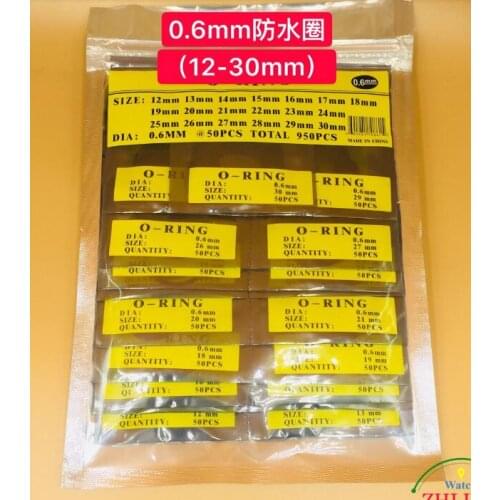 0.6mm防水圈
(12-30mm)
O-RING
0.6mm
SIZE: 12mm 13mm 14mm 15mm 16mm 17mm 18mm
19mm 20mm 21mm 22mm 23mm 24mm
25mm 26mm 27mm 28mm 29mm 30mm
DIA: 0.6MM @50PCS TOTAL 950PCS
MADE IN CHINA
O-RING
DIA: 0.6mm
SIZE: 30 mm 29 mm
QUANTITY: 50PCS 50PCS
O-RING
DIA: 0.6mm
SIZE: 26 mm
QUANTITY: 50PCS
50PCS
O-RING
DIA: 0.6mm
SIZE: 27 mm
QUANTITY: 50PCS
QUANTITY: 50PCS
O-RING
DIA: 0.6mm
SIZE: 20 mm
QUANTITY: 50PCS
O-RING
DIA: 0.6mm
SIZE: 21 mm
QUANTITY: 50PCS
DIA: 0.6mm
SIZE: 18 mm
QUANTITY: 50PCS
DIA: 0.6mm
SIZE: 19 mm
QUANTITY: 50PCS
QUANTITY: 50PCS
QUANTITY: 50PCS
SIZE: 12 mm
QUANTITY: 50PCS
SIZE: 13 mm
QUANTITY: 50PCS